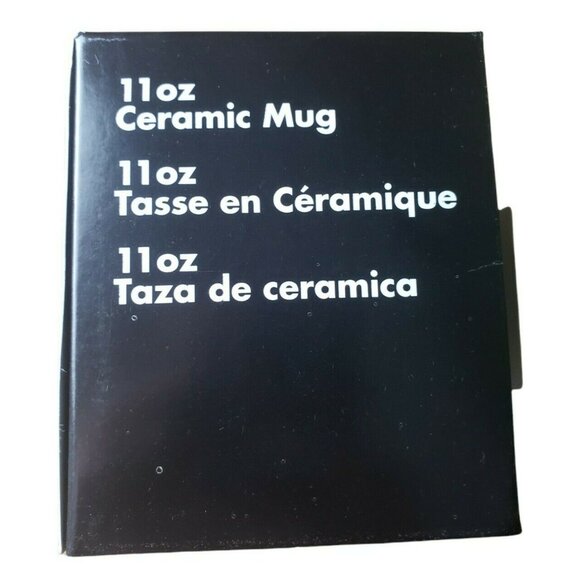 11oz
Ceramic Mug
11oz
Tasse en Céramique
11oz
Taza de ceramica